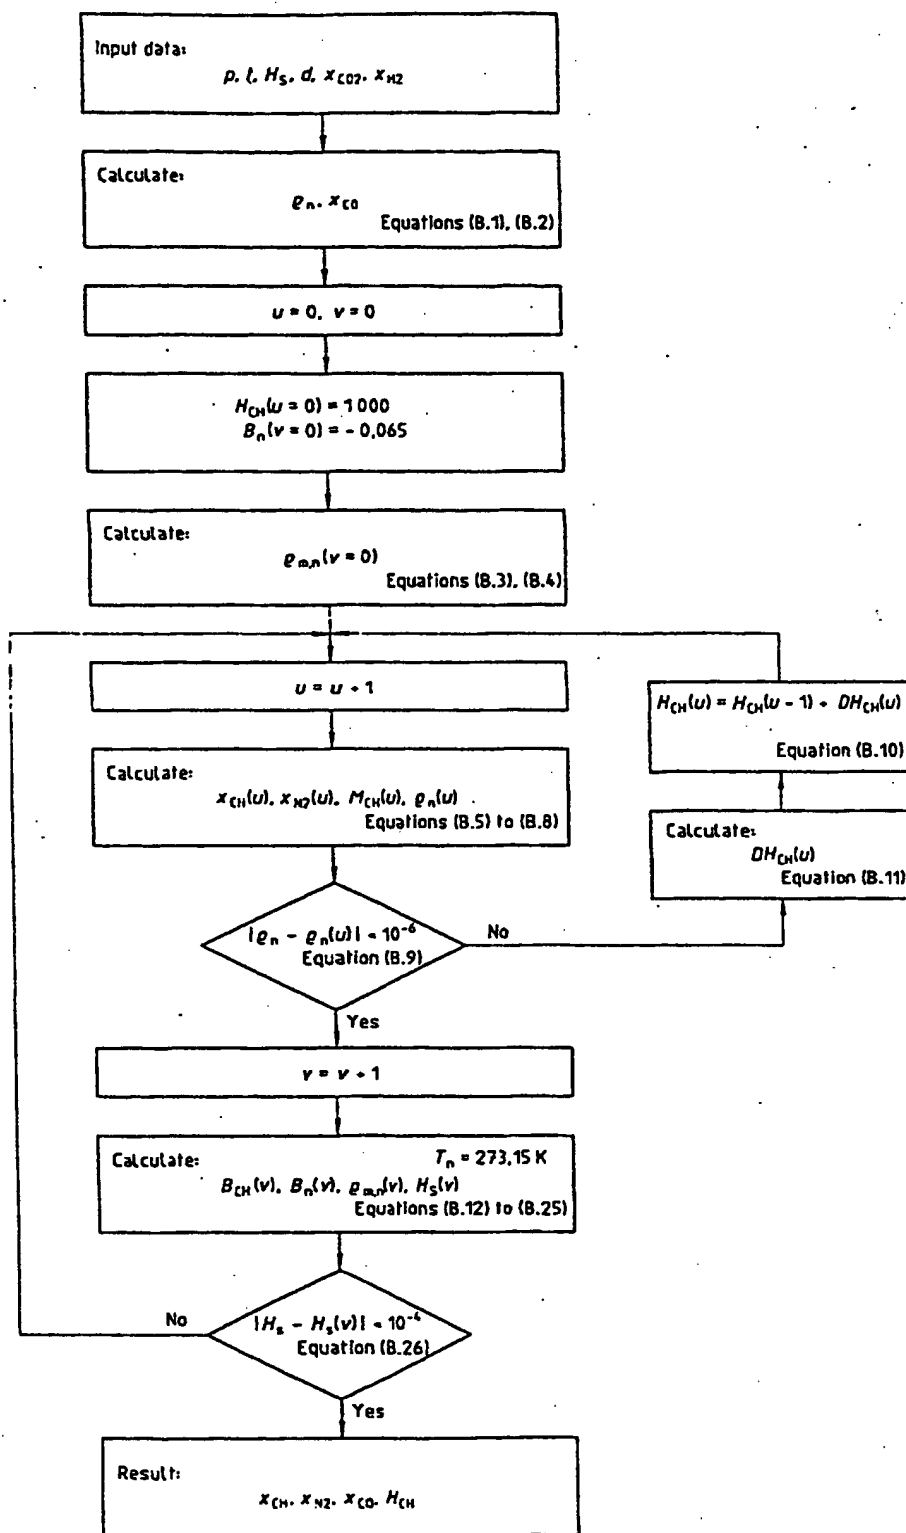 Input data:
p, t, H_S, d, x_CO2, x_H2
Calculate:
ϱ_n, x_CO
Equations (B.1), (B.2)
u = 0, v = 0
H_CH(u = 0) = 1000
B_n(v = 0) = - 0,065
Calculate:
ϱ_m,n(v = 0)
Equations (B.3), (B.4)
u = u + 1
H_CH(u) = H_CH(u - 1) + DH_CH(u)
Equation (B.10)
Calculate:
x_CH(u), x_N2(u), M_CH(u), ϱ_n(u)
Equations (B.5) to (B.8)
Calculate:
DH_CH(u)
Equation (B.11)
|ϱ_n - ϱ_n(u)| < 10^-6
Equation (B.9)
No
Yes
v = v + 1
Calculate: T_n = 273,15 K
B_CH(v), B_n(v), ϱ_m,n(v), H_S(v)
Equations (B.12) to (B.25)
No
|H_s - H_s(v)| < 10^-4
Equation (B.26)
Yes
Result:
x_CH, x_N2, x_CO, H_CH